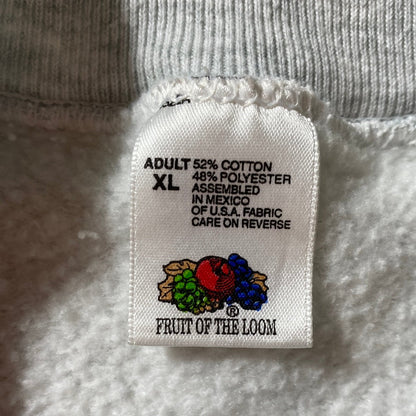 ADULT 52% COTTON
XL 48% POLYESTER
ASSEMBLED
IN MEXICO
OF U.S.A. FABRIC
CARE ON REVERSE
®
FRUIT OF THE LOOM